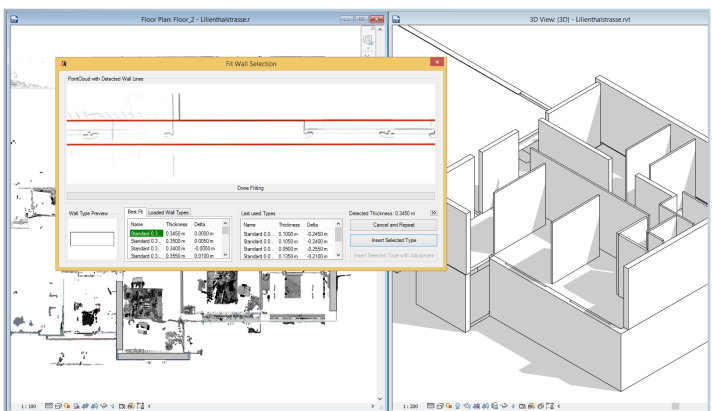 Floor Plan: Floor_2 - Lilienthalstrasse.r
3D View: {3D} - Lilienthalstrasse.rvt
Fit Wall Selection
PointCloud with Detected Wall Lines
Done Fitting
Wall Type Preview
Best Fit Loaded Wall Types
Name Thickness Delta
Standard 0.3... 0.3450 m 0.0000 m
Standard 0.3... 0.3500 m 0.0050 m
Standard 0.3... 0.3400 m -0.0050 m
Standard 0.3... 0.3550 m 0.0100 m
Last used Types
Name Thickness Delta
Standard 0.0... 0.1000 m -0.2450 m
Standard 0.0... 0.1050 m -0.2400 m
Standard 0.0... 0.0900 m -0.2550 m
Standard 0.0... 0.1350 m -0.2100 m
Detected Thickness: 0.3450 m
Cancel and Repeat
Insert Selected Type
Insert Selected Type with Adjustment
1 : 100
1 : 200